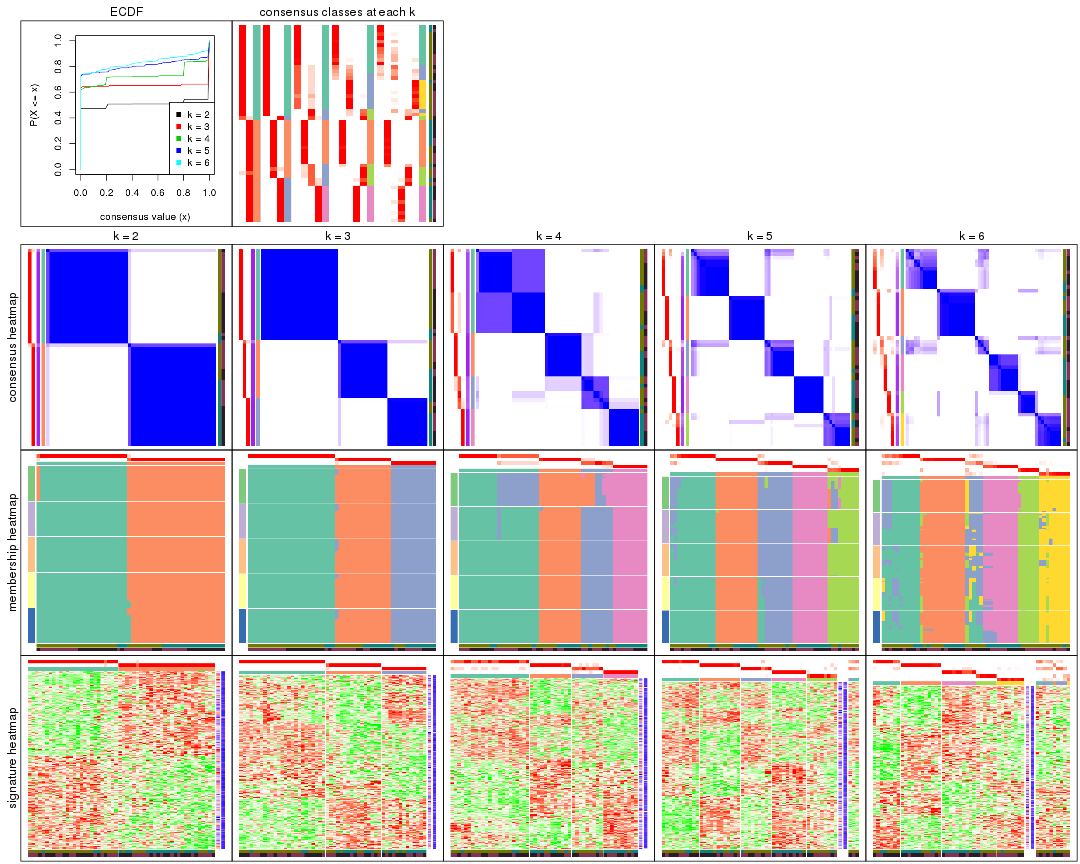 ECDF
consensus classes at each k
P(X <= x)
0.0
0.2
0.4
0.6
0.8
1.0
k = 2
k = 3
k = 4
k = 5
k = 6
0.0 0.2 0.4 0.6 0.8 1.0
consensus value (x)
k = 2
k = 3
k = 4
k = 5
k = 6
consensus heatmap
membership heatmap
signature heatmap